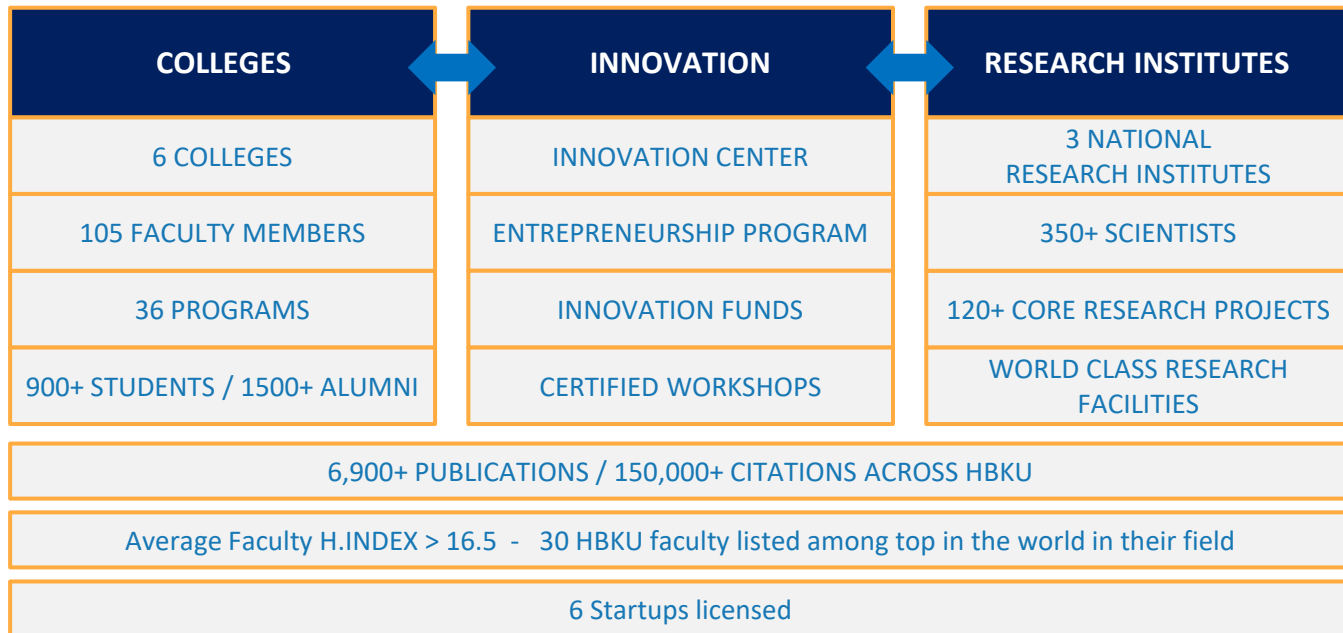 COLLEGES
6 COLLEGES
105 FACULTY MEMBERS
36 PROGRAMS
900+ STUDENTS / 1500+ ALUMNI
INNOVATION
INNOVATION CENTER
ENTREPRENEURSHIP PROGRAM
INNOVATION FUNDS
CERTIFIED WORKSHOPS
RESEARCH INSTITUTES
3 NATIONAL
RESEARCH INSTITUTES
350+ SCIENTISTS
120+ CORE RESEARCH PROJECTS
WORLD CLASS RESEARCH
FACILITIES
6,900+ PUBLICATIONS / 150,000+ CITATIONS ACROSS HBKU
Average Faculty H.INDEX > 16.5 - 30 HBKU faculty listed among top in the world in their field
6 Startups licensed